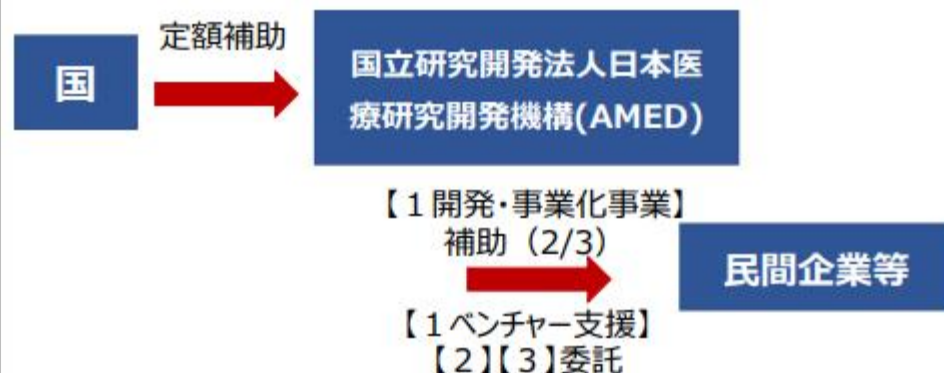 定額補助
国
国立研究開発法人日本医
療研究開発機構(AMED)
【1開発・事業化事業】
補助（2/3）
民間企業等
【1ベンチャー支援】
【2】【3】委託